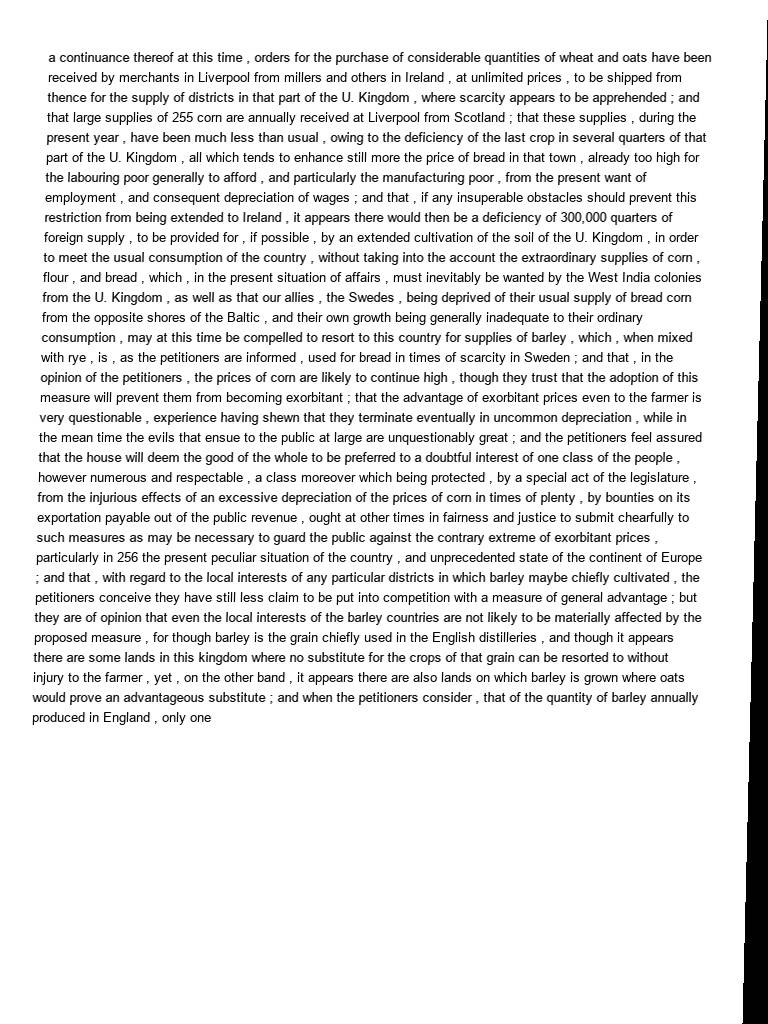 a continuance thereof at this time , orders for the purchase of considerable quantities of wheat and oats have been
received by merchants in Liverpool from millers and others in Ireland , at unlimited prices , to be shipped from
thence for the supply of districts in that part of the U. Kingdom , where scarcity appears to be apprehended ; and
that large supplies of 255 corn are annually received at Liverpool from Scotland ; that these supplies , during the
present year , have been much less than usual , owing to the deficiency of the last crop in several quarters of that
part of the U. Kingdom , all which tends to enhance still more the price of bread in that town , already too high for
the labouring poor generally to afford , and particularly the manufacturing poor , from the present want of
employment , and consequent depreciation of wages ; and that , if any insuperable obstacles should prevent this
restriction from being extended to Ireland , it appears there would then be a deficiency of 300,000 quarters of
foreign supply , to be provided for , if possible , by an extended cultivation of the soil of the U. Kingdom , in order
to meet the usual consumption of the country , without taking into the account the extraordinary supplies of corn ,
flour , and bread , which , in the present situation of affairs , must inevitably be wanted by the West India colonies
from the U. Kingdom , as well as that our allies , the Swedes , being deprived of their usual supply of bread corn
from the opposite shores of the Baltic , and their own growth being generally inadequate to their ordinary
consumption , may at this time be compelled to resort to this country for supplies of barley , which , when mixed
with rye , is , as the petitioners are informed , used for bread in times of scarcity in Sweden ; and that , in the
opinion of the petitioners , the prices of corn are likely to continue high , though they trust that the adoption of this
measure will prevent them from becoming exorbitant ; that the advantage of exorbitant prices even to the farmer is
very questionable , experience having shewn that they terminate eventually in uncommon depreciation , while in
the mean time the evils that ensue to the public at large are unquestionably great ; and the petitioners feel assured
that the house will deem the good of the whole to be preferred to a doubtful interest of one class of the people ,
however numerous and respectable , a class moreover which being protected , by a special act of the legislature ,
from the injurious effects of an excessive depreciation of the prices of corn in times of plenty , by bounties on its
exportation payable out of the public revenue , ought at other times in fairness and justice to submit chearfully to
such measures as may be necessary to guard the public against the contrary extreme of exorbitant prices ,
particularly in 256 the present peculiar situation of the country , and unprecedented state of the continent of Europe
; and that , with regard to the local interests of any particular districts in which barley maybe chiefly cultivated , the
petitioners conceive they have still less claim to be put into competition with a measure of general advantage ; but
they are of opinion that even the local interests of the barley countries are not likely to be materially affected by the
proposed measure , for though barley is the grain chiefly used in the English distilleries , and though it appears
there are some lands in this kingdom where no substitute for the crops of that grain can be resorted to without
injury to the farmer , yet , on the other band , it appears there are also lands on which barley is grown where oats
would prove an advantageous substitute ; and when the petitioners consider , that of the quantity of barley annually
produced in England , only one